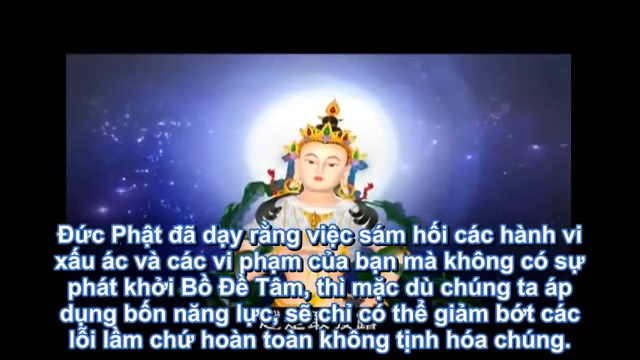 Đức Phật đã dạy rằng việc sám hối các hành vi
xấu ác và các vi phạm của bạn mà không có sự
phát khởi Bồ Đề Tâm, thì mặc dù chúng ta áp
dụng bốn năng lực, sẽ chỉ có thể giảm bớt các
lỗi lầm chứ hoàn toàn không tịnh hóa chúng.